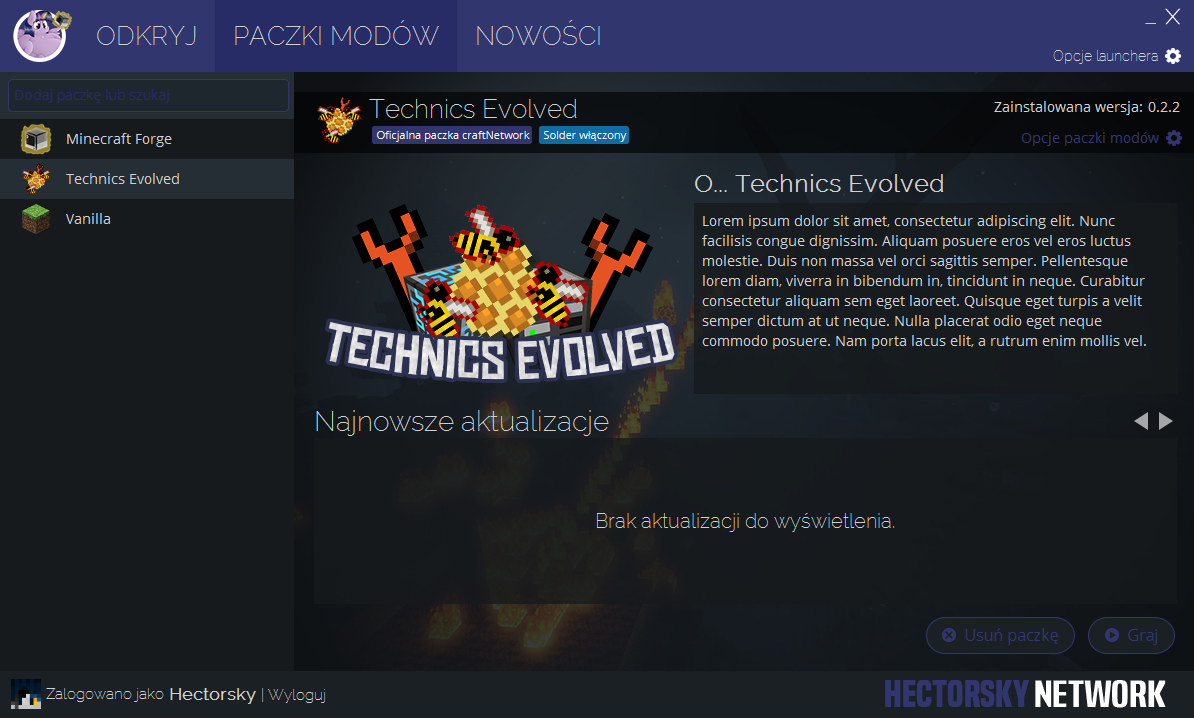 ODKRYJ
PACZKI MODÓW
NOWOŚCI
Opcje launchera
Dodaj paczkę lub szukaj
Minecraft Forge
Technics Evolved
Vanilla
Technics Evolved
Oficjalna paczka craftNetwork
Solder włączony
Zainstalowana wersja: 0.2.2
Opcje paczki modów
TECHNICS EVOLVED
O... Technics Evolved
Lorem ipsum dolor sit amet, consectetur adipiscing elit. Nunc
facilisis congue dignissim. Aliquam posuere eros vel eros luctus
molestie. Duis non massa vel orci sagittis semper. Pellentesque
lorem diam, viverra in bibendum in, tincidunt in neque. Curabitur
consectetur aliquam sem eget laoreet. Quisque eget turpis a velit
semper dictum at ut neque. Nulla placerat odio eget neque
commodo posuere. Nam porta lacus elit, a rutrum enim mollis vel.
Najnowsze aktualizacje
Brak aktualizacji do wyświetlenia.
Usuń paczkę
Graj
Zalogowano jako Hectorsky | Wyloguj
HECTORSKY NETWORK